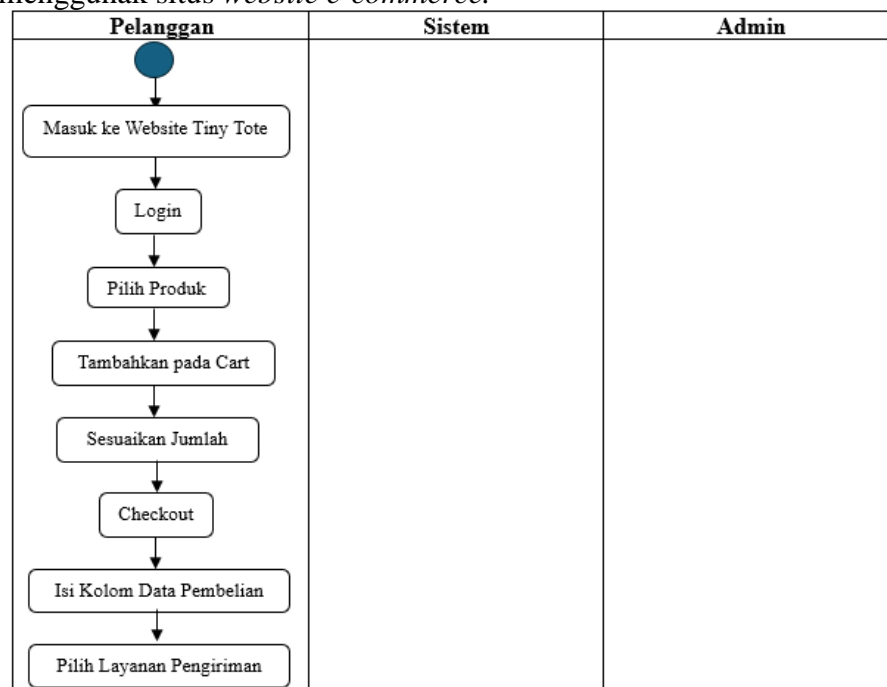 menggunak situs website e-commerce.
Pelanggan
Sistem
Admin
Masuk ke Website Tiny Tote
Login
Pilih Produk
Tambahkan pada Cart
Sesuaikan Jumlah
Checkout
Isi Kolom Data Pembelian
Pilih Layanan Pengiriman